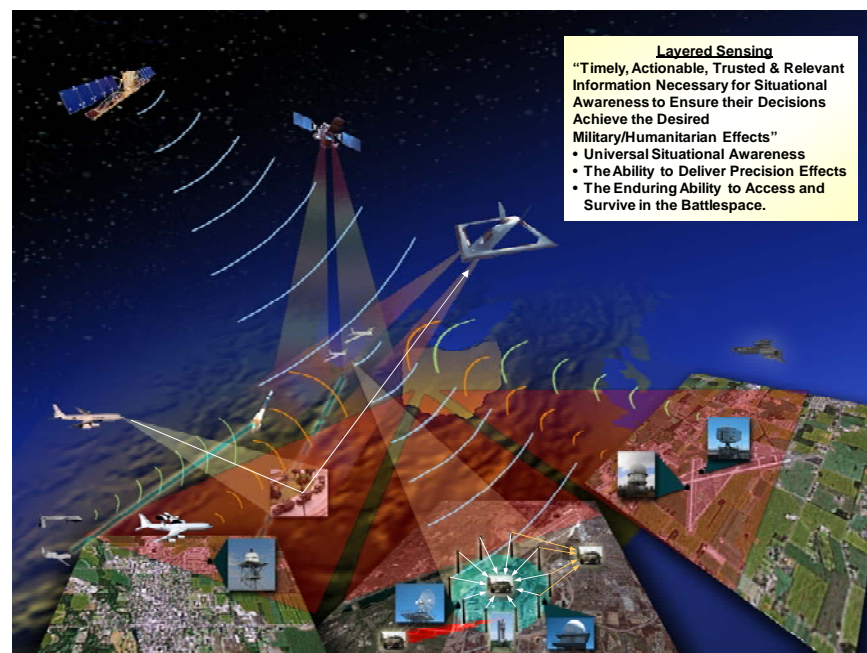 Layered Sensing
“Timely, Actionable, Trusted & Relevant
Information Necessary for Situational
Awareness to Ensure their Decisions
Achieve the Desired
Military/Humanitarian Effects”
• Universal Situational Awareness
• The Ability to Deliver Precision Effects
• The Enduring Ability to Access and
Survive in the Battlespace.